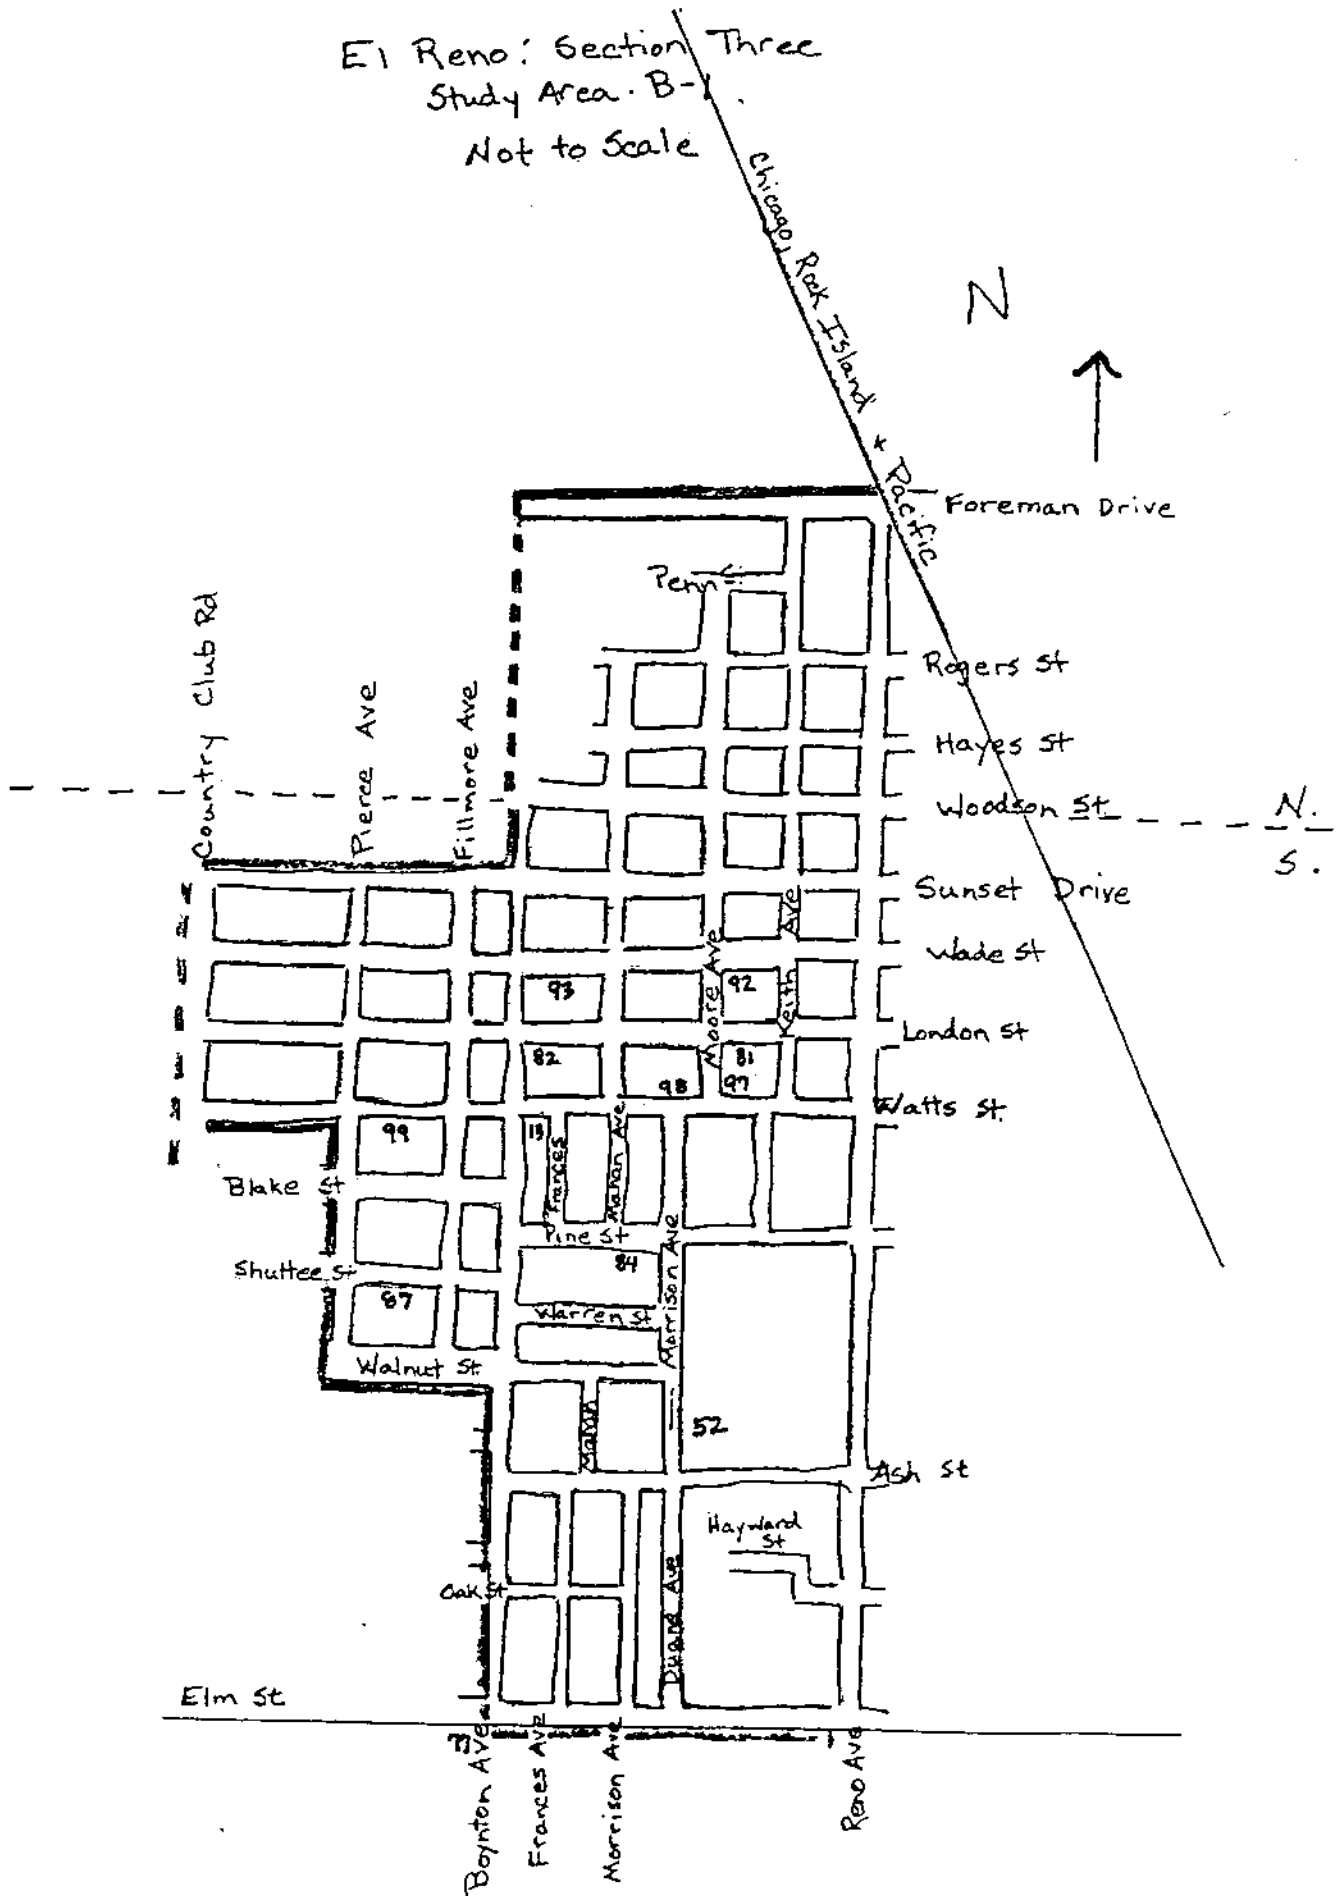 El Reno: Section Three
Study Area. B-1
Not to Scale
Chicago, Rock Island & Pacific
N
Foreman Drive
Penn
Rogers St
Hayes St
Woodson St
N.
S.
Country Club Rd
Pierce Ave
Fillmore Ave
Sunset Drive
Wade St
Keith Ave
Moore Ave
93
92
London St
82
98
81
97
Watts St.
99
13
Frances
Mahan Ave
Blake St
Pine St
Shuttee St
84
Morrison Ave
87
Warren St
Walnut St
52
Ash St
Hayward
St
Oak St
Duane Ave
Elm St
73
Boynton Ave
Frances Ave
Morrison Ave
Reno Ave